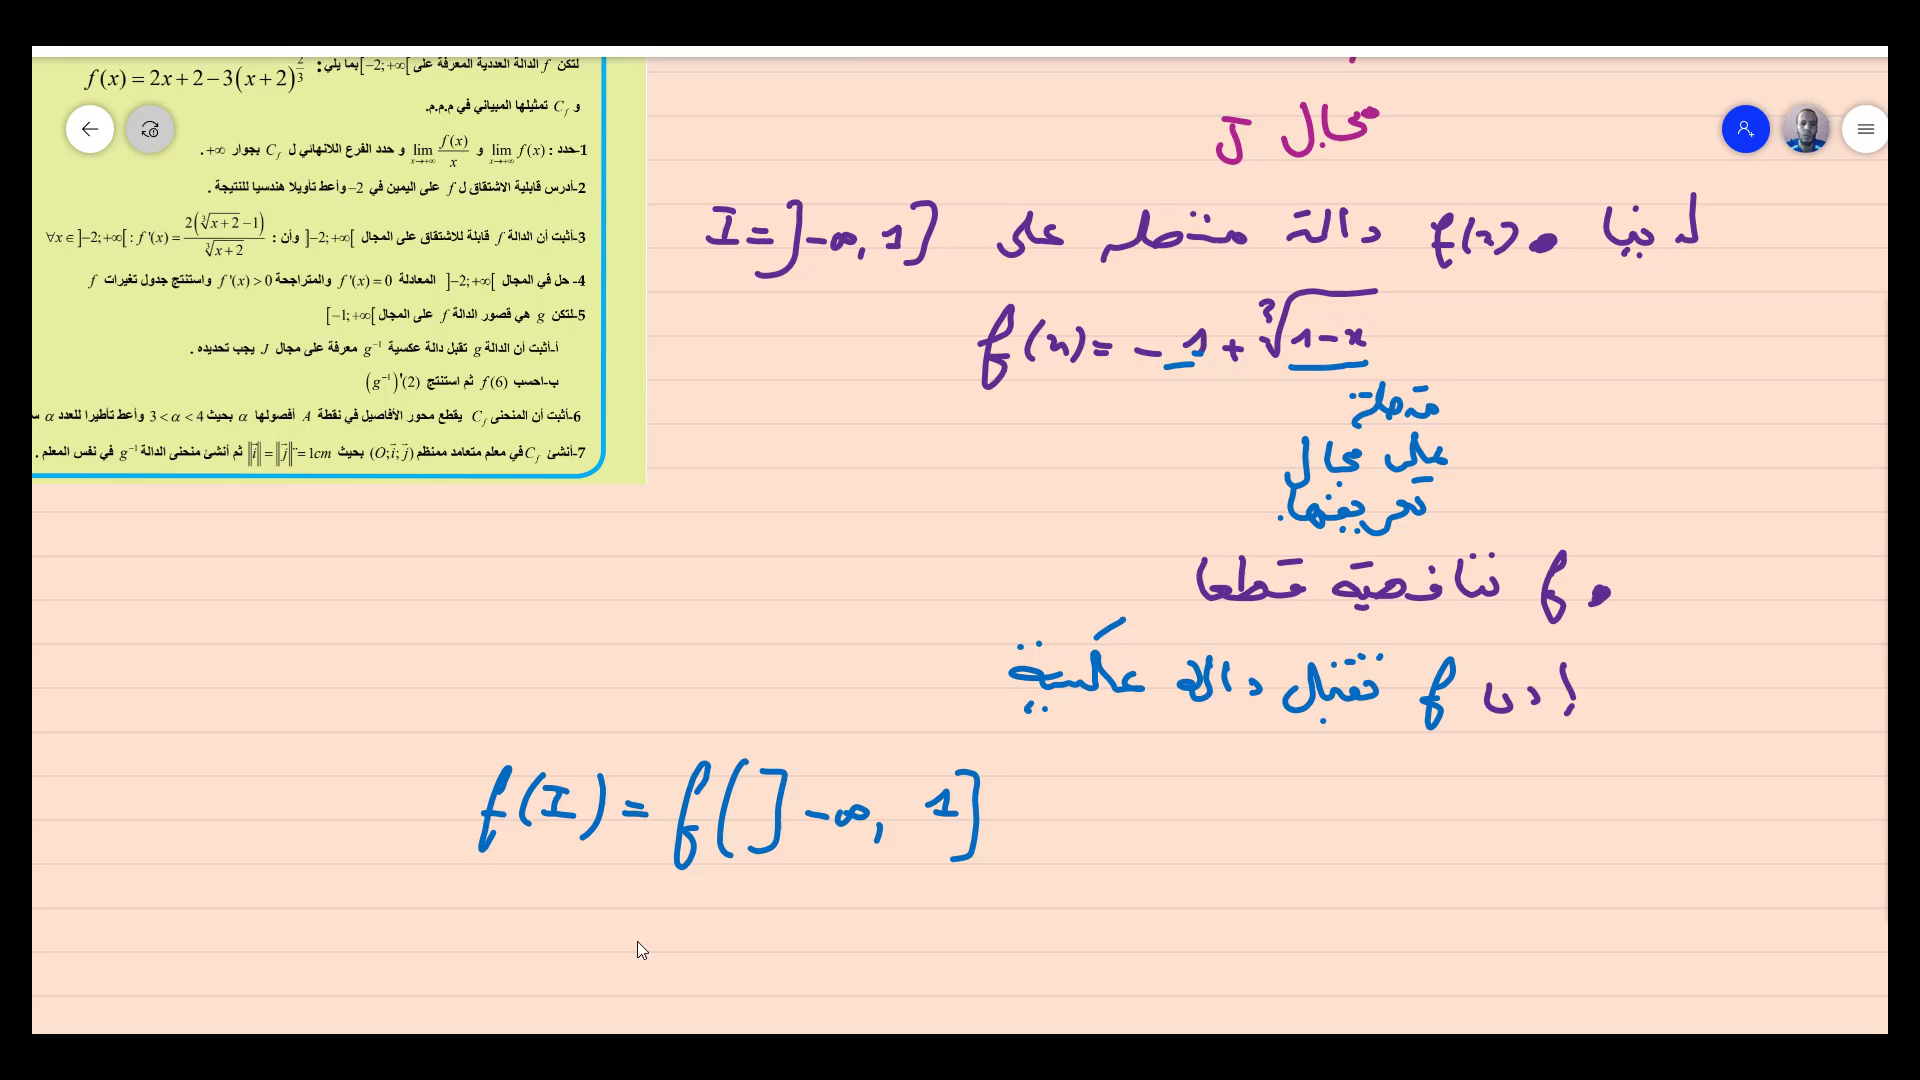 لتكن f الدالة العددية المعرفة على [-2;+∞[ بما يلي: f(x) = 2x+2-3(x+2)^{2/3}
و C_f تمثيلها المبياني في م.م.م.
1-حدد : lim_{x→+∞} f(x) و lim_{x→+∞} f(x)/x و حدد الفرع اللانهائي ل C_f بجوار +∞ .
2-أدرس قابلية الاشتقاق ل f على اليمين في -2 وأعط تأويلا هندسيا للنتيجة .
3-أثبت أن الدالة f قابلة للاشتقاق على المجال ]-2;+∞[ وأن : ∀x∈]-2;+∞[ : f'(x) = 2(∛(x+2) -1)/∛(x+2)
4- حل في المجال ]-2;+∞[ المعادلة f'(x)=0 والمتراجحة f'(x)>0 واستنتج جدول تغيرات f
5-لتكن g هي قصور الدالة f على المجال [-1;+∞[
أ-أثبت أن الدالة g تقبل دالة عكسية g⁻¹ معرفة على مجال J يجب تحديده .
ب-احسب f(6) ثم استنتج (g⁻¹)'(2)
6-أثبت أن المنحنى C_f يقطع محور الأفاصيل في نقطة A أفصولها α بحيث 3<α<4 وأعط تأطيرا للعدد α
7-أنشئ C_f في معلم متعامد ممنظم (O;i⃗;j⃗) بحيث ‖i⃗‖=‖j⃗‖=1cm ثم أنشئ منحنى الدالة g⁻¹ في نفس المعلم .
مجال J
لدينا • f(x) دالة متصلة على I = ]-∞, 1]
f(x) = -1 + ∛(1-x)
متصلة
على مجال
تعريفها.
• f تناقصية قطعا
إذن f تقبل دالة عكسية
f(I) = f(]-∞, 1]